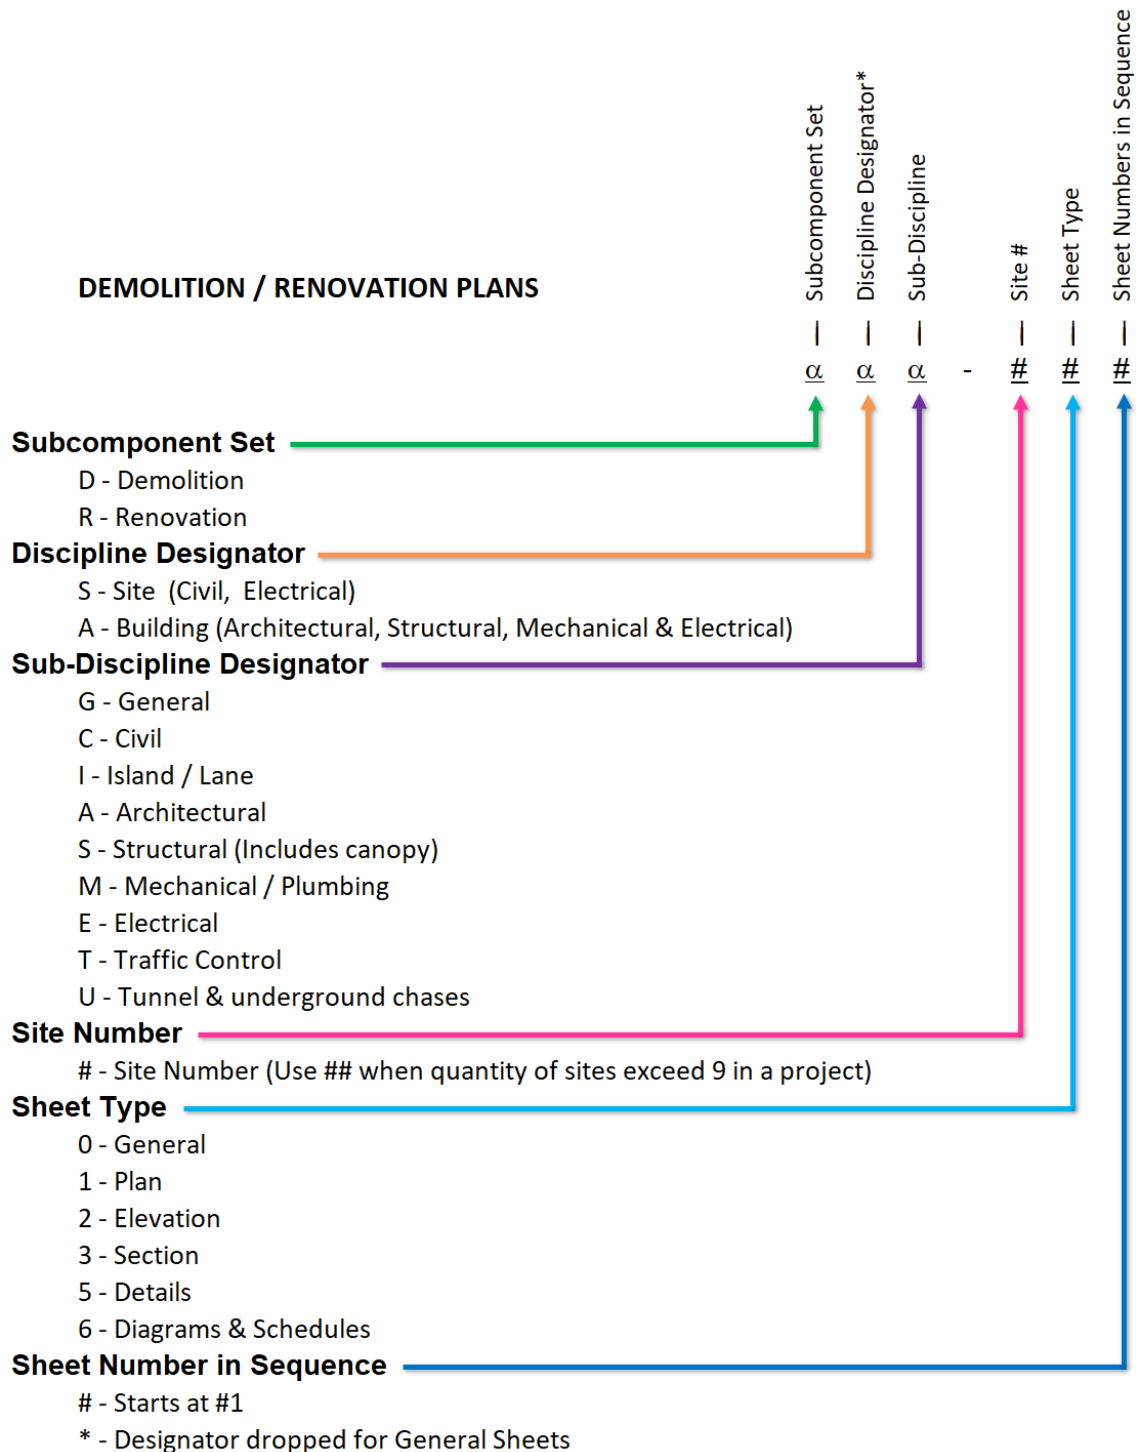 Subcomponent Set
Discipline Designator*
Sub-Discipline
Site #
Sheet Type
Sheet Numbers in Sequence
DEMOLITION / RENOVATION PLANS
α α α - # # #
Subcomponent Set
D - Demolition
R - Renovation
Discipline Designator
S - Site (Civil, Electrical)
A - Building (Architectural, Structural, Mechanical & Electrical)
Sub-Discipline Designator
G - General
C - Civil
I - Island / Lane
A - Architectural
S - Structural (Includes canopy)
M - Mechanical / Plumbing
E - Electrical
T - Traffic Control
U - Tunnel & underground chases
Site Number
# - Site Number (Use ## when quantity of sites exceed 9 in a project)
Sheet Type
0 - General
1 - Plan
2 - Elevation
3 - Section
5 - Details
6 - Diagrams & Schedules
Sheet Number in Sequence
# - Starts at #1
* - Designator dropped for General Sheets